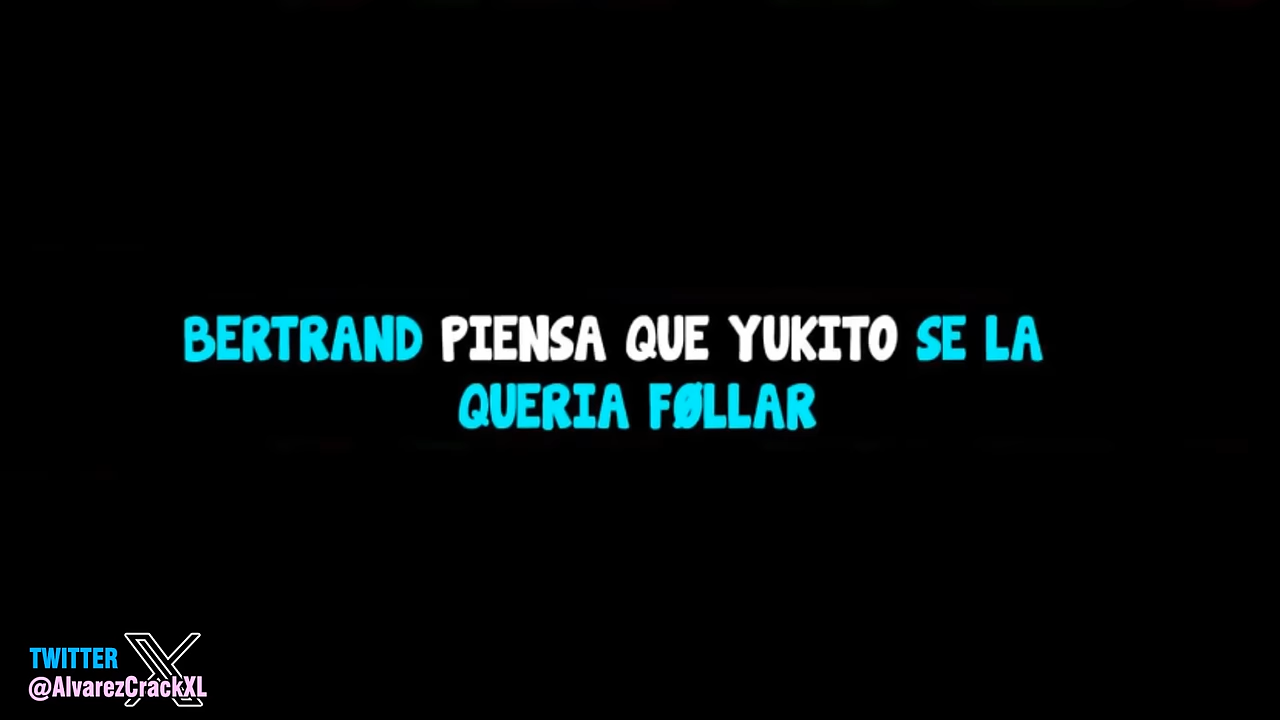 BERTRAND PIENSA QUE YUKITO SE LA
QUERIA FØLLAR
TWITTER X
@AlvarezCrackXL